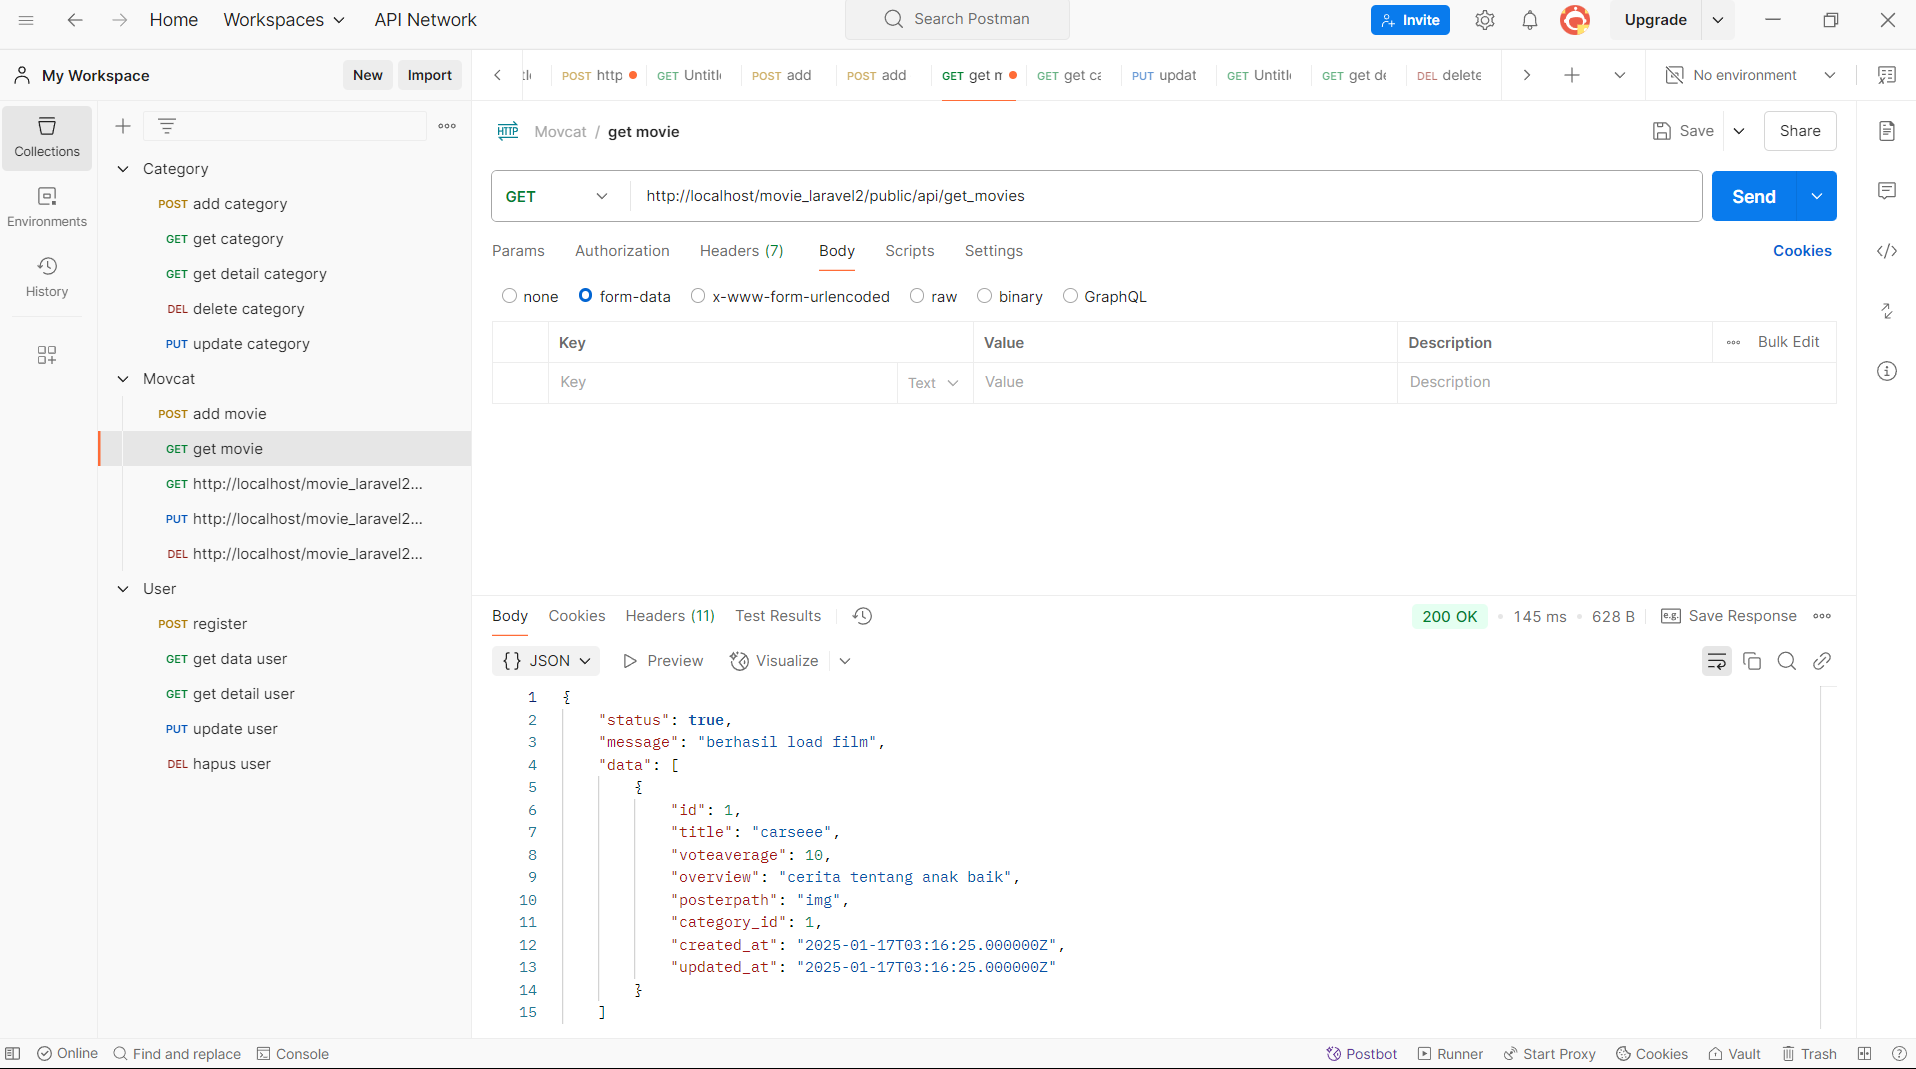 Home Workspaces API Network Search Postman Invite Upgrade
My Workspace New Import POST http GET Untitl POST add POST add GET get m GET get ca PUT updat GET Untitl GET get de DEL delete No environment
Collections
Environments
History
Category
POST add category
GET get category
GET get detail category
DEL delete category
PUT update category
Movcat
POST add movie
GET get movie
GET http://localhost/movie_laravel2...
PUT http://localhost/movie_laravel2...
DEL http://localhost/movie_laravel2...
User
POST register
GET get data user
GET get detail user
PUT update user
DEL hapus user
HTTP Movcat / get movie Save Share
GET http://localhost/movie_laravel2/public/api/get_movies Send
Params Authorization Headers (7) Body Scripts Settings Cookies
none form-data x-www-form-urlencoded raw binary GraphQL
Key Value Description Bulk Edit
Key Text Value Description
Body Cookies Headers (11) Test Results 200 OK 145 ms 628 B e.g. Save Response
{} JSON Preview Visualize
1 {
2 "status": true,
3 "message": "berhasil load film",
4 "data": [
5 {
6 "id": 1,
7 "title": "carseee",
8 "voteaverage": 10,
9 "overview": "cerita tentang anak baik",
10 "posterpath": "img",
11 "category_id": 1,
12 "created_at": "2025-01-17T03:16:25.000000Z",
13 "updated_at": "2025-01-17T03:16:25.000000Z"
14 }
15 ]
Online Find and replace Console Postbot Runner Start Proxy Cookies Vault Trash